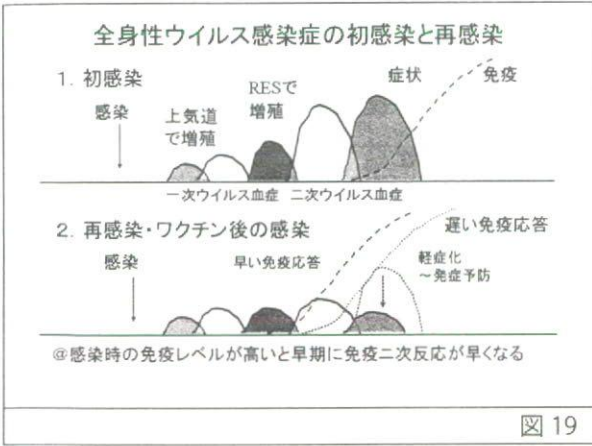 全身性ウイルス感染症の初感染と再感染
1. 初感染
感染
上気道
で増殖
RESで
増殖
症状
免疫
一次ウイルス血症 二次ウイルス血症
2. 再感染・ワクチン後の感染
感染
早い免疫応答
遅い免疫応答
軽症化
～発症予防
@感染時の免疫レベルが高いと早期に免疫二次反応が早くなる
図 19